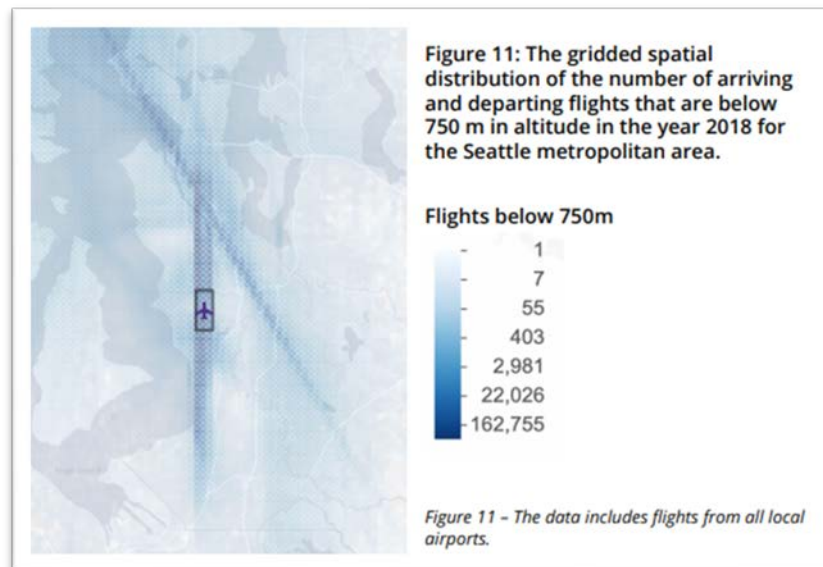 Figure 11: The gridded spatial
distribution of the number of arriving
and departing flights that are below
750 m in altitude in the year 2018 for
the Seattle metropolitan area.
Flights below 750m
1
7
55
403
2,981
22,026
162,755
Figure 11 – The data includes flights from all local
airports.